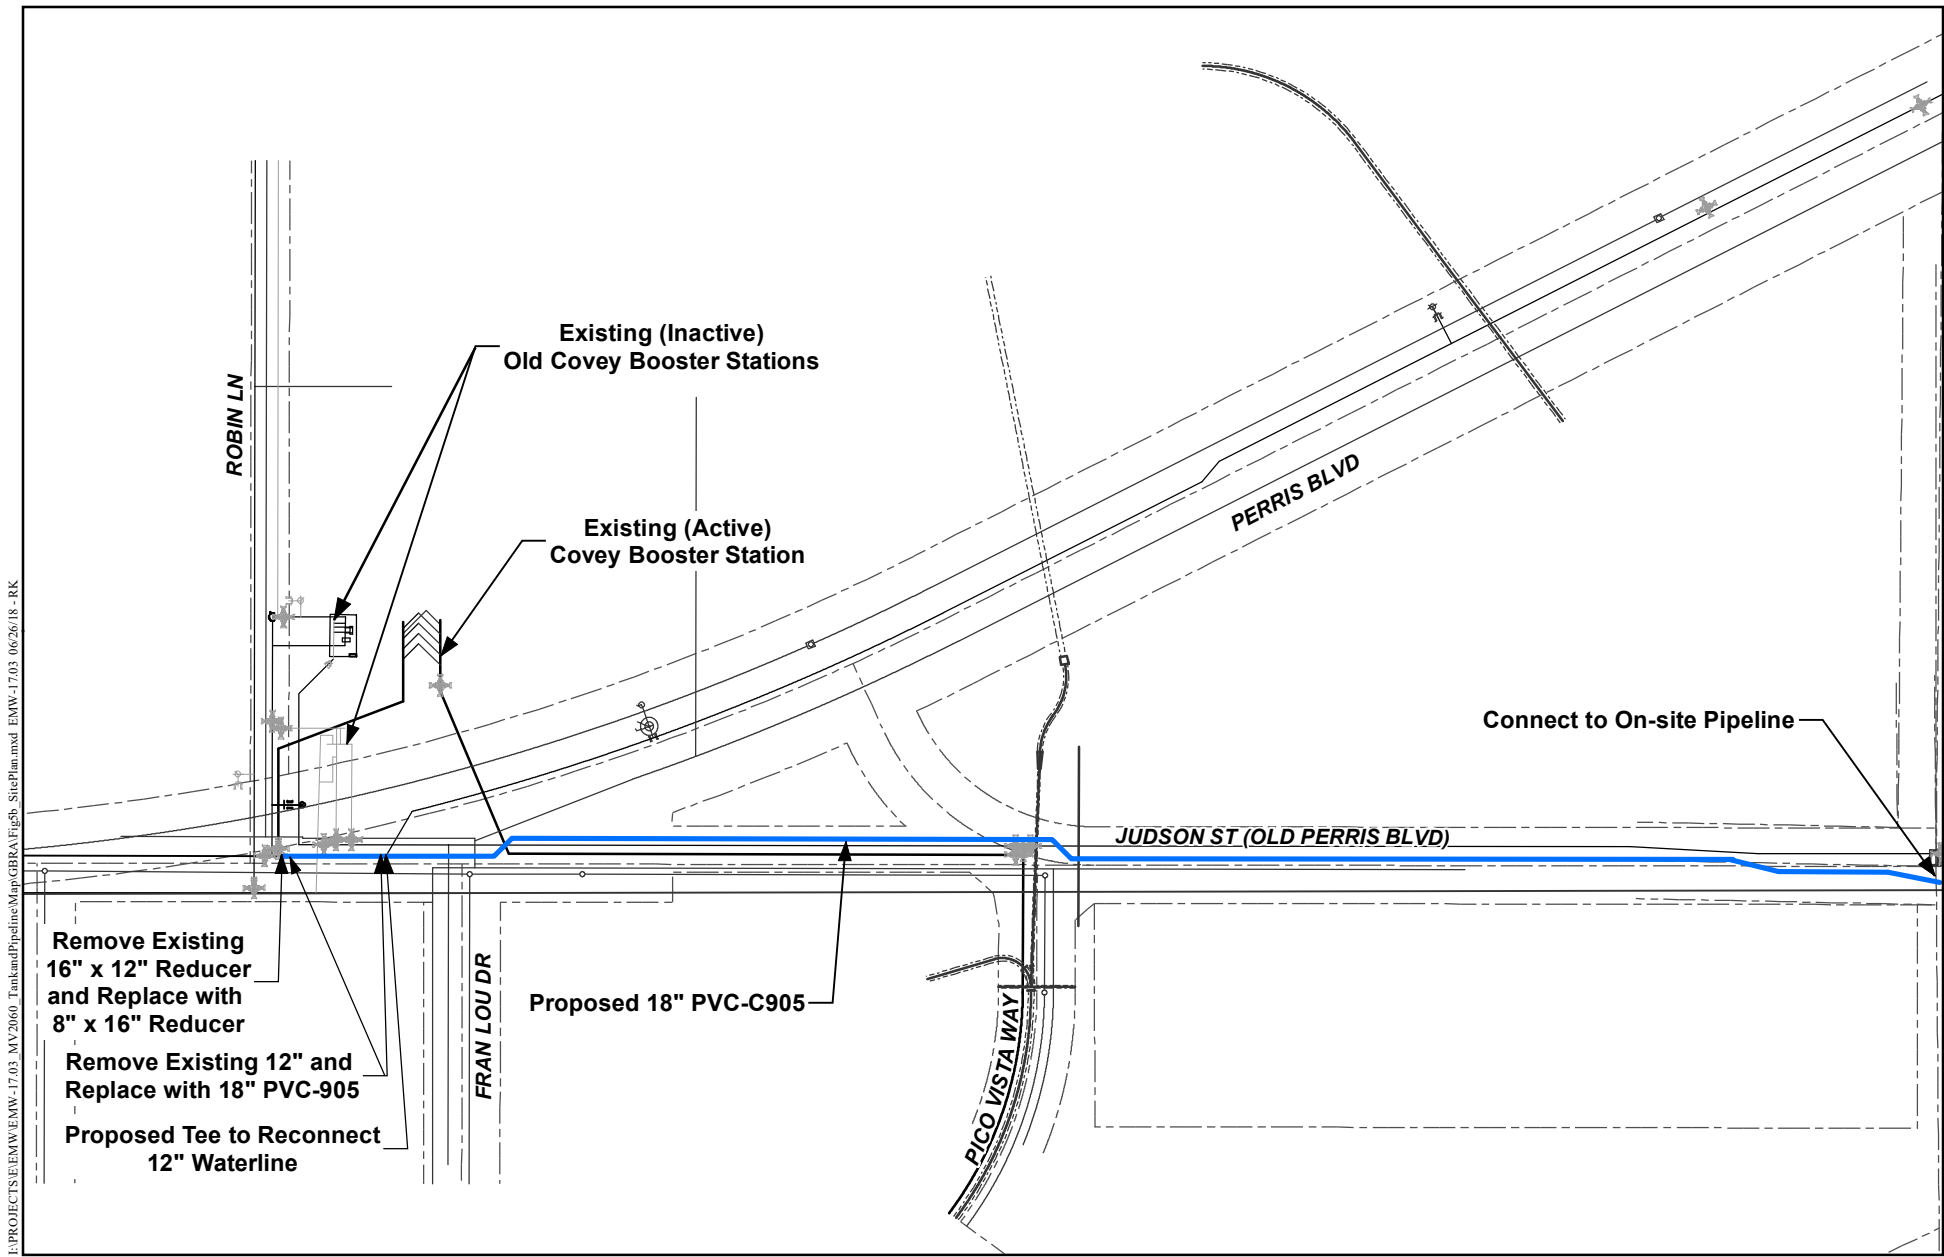 Existing (Inactive)
Old Covey Booster Stations
ROBIN LN
Existing (Active)
Covey Booster Station
PERRIS BLVD
Connect to On-site Pipeline
JUDSON ST (OLD PERRIS BLVD)
Remove Existing
16" x 12" Reducer
and Replace with
8" x 16" Reducer
Remove Existing 12" and
Replace with 18" PVC-905
Proposed Tee to Reconnect
12" Waterline
FRAN LOU DR
Proposed 18" PVC-C905
PICO VISTA WAY
I:\PROJECTS\E\EMW\EMW-17.03_MV2060_TankandPipeline\Map\GBRA\Fig5b_SitePlan.mxd EMW-17.03 06/26/18 - RK